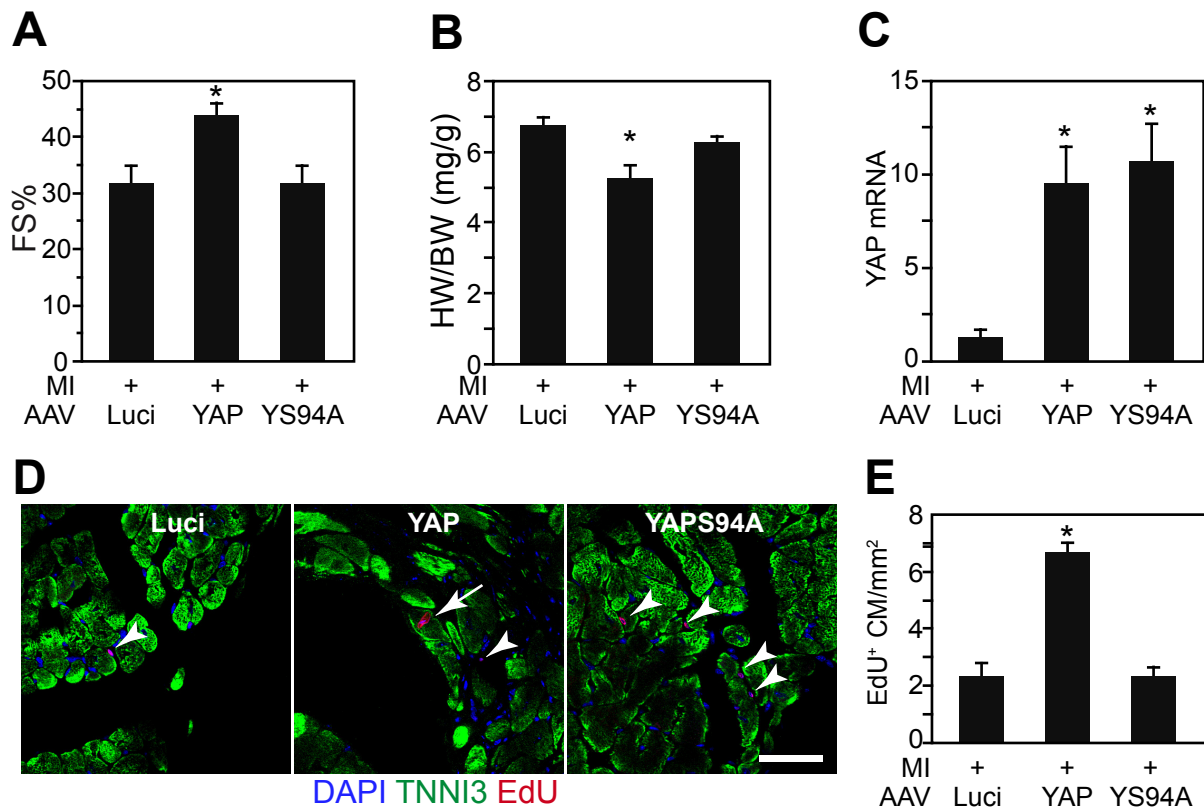 A
FS%
50
40
30
20
10
0
*
MI + + +
AAV Luci YAP YS94A
B
HW/BW (mg/g)
8
6
4
2
0
*
MI + + +
AAV Luci YAP YS94A
C
YAP mRNA
15
10
5
0
* *
MI + + +
AAV Luci YAP YS94A
D
Luci YAP YAPS94A
DAPI TNNI3 EdU
E
EdU⁺ CM/mm²
8
6
4
2
0
*
MI + + +
AAV Luci YAP YS94A